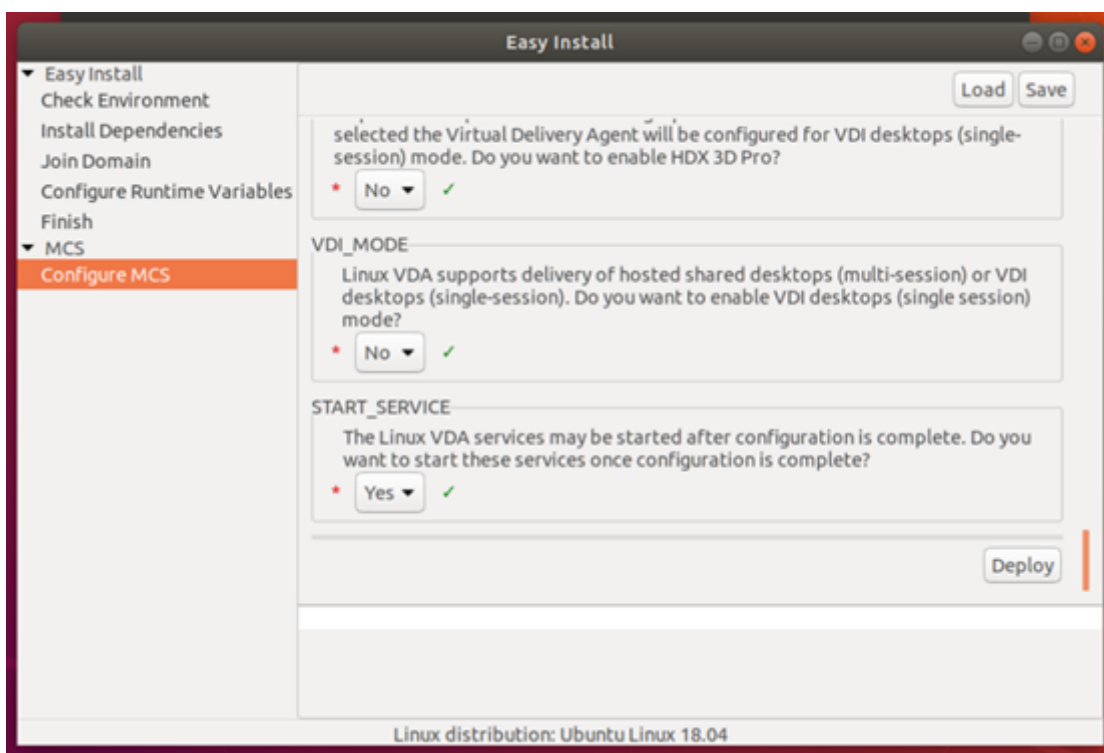 Easy Install
Easy Install
Check Environment
Install Dependencies
Join Domain
Configure Runtime Variables
Finish
MCS
Configure MCS
Load Save
selected the Virtual Delivery Agent will be configured for VDI desktops (single-
session) mode. Do you want to enable HDX 3D Pro?
* No ✓
VDI_MODE
Linux VDA supports delivery of hosted shared desktops (multi-session) or VDI
desktops (single-session). Do you want to enable VDI desktops (single session)
mode?
* No ✓
START_SERVICE
The Linux VDA services may be started after configuration is complete. Do you
want to start these services once configuration is complete?
* Yes ✓
Deploy
Linux distribution: Ubuntu Linux 18.04